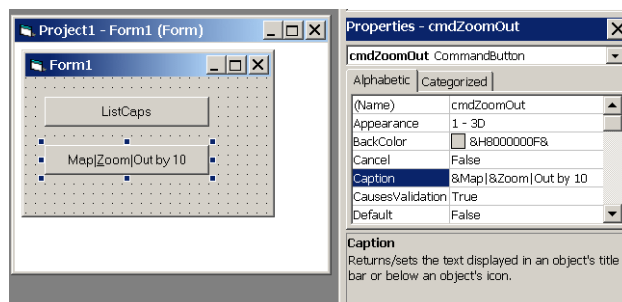 Project1 - Form1 (Form)
Form1
ListCaps
Map|Zoom|Out by 10
Properties - cmdZoomOut
cmdZoomOut CommandButton
Alphabetic Categorized
(Name) cmdZoomOut
Appearance 1 - 3D
BackColor &H8000000F&
Cancel False
Caption &Map|&Zoom|Out by 10
CausesValidation True
Default False
Caption
Returns/sets the text displayed in an object's title
bar or below an object's icon.